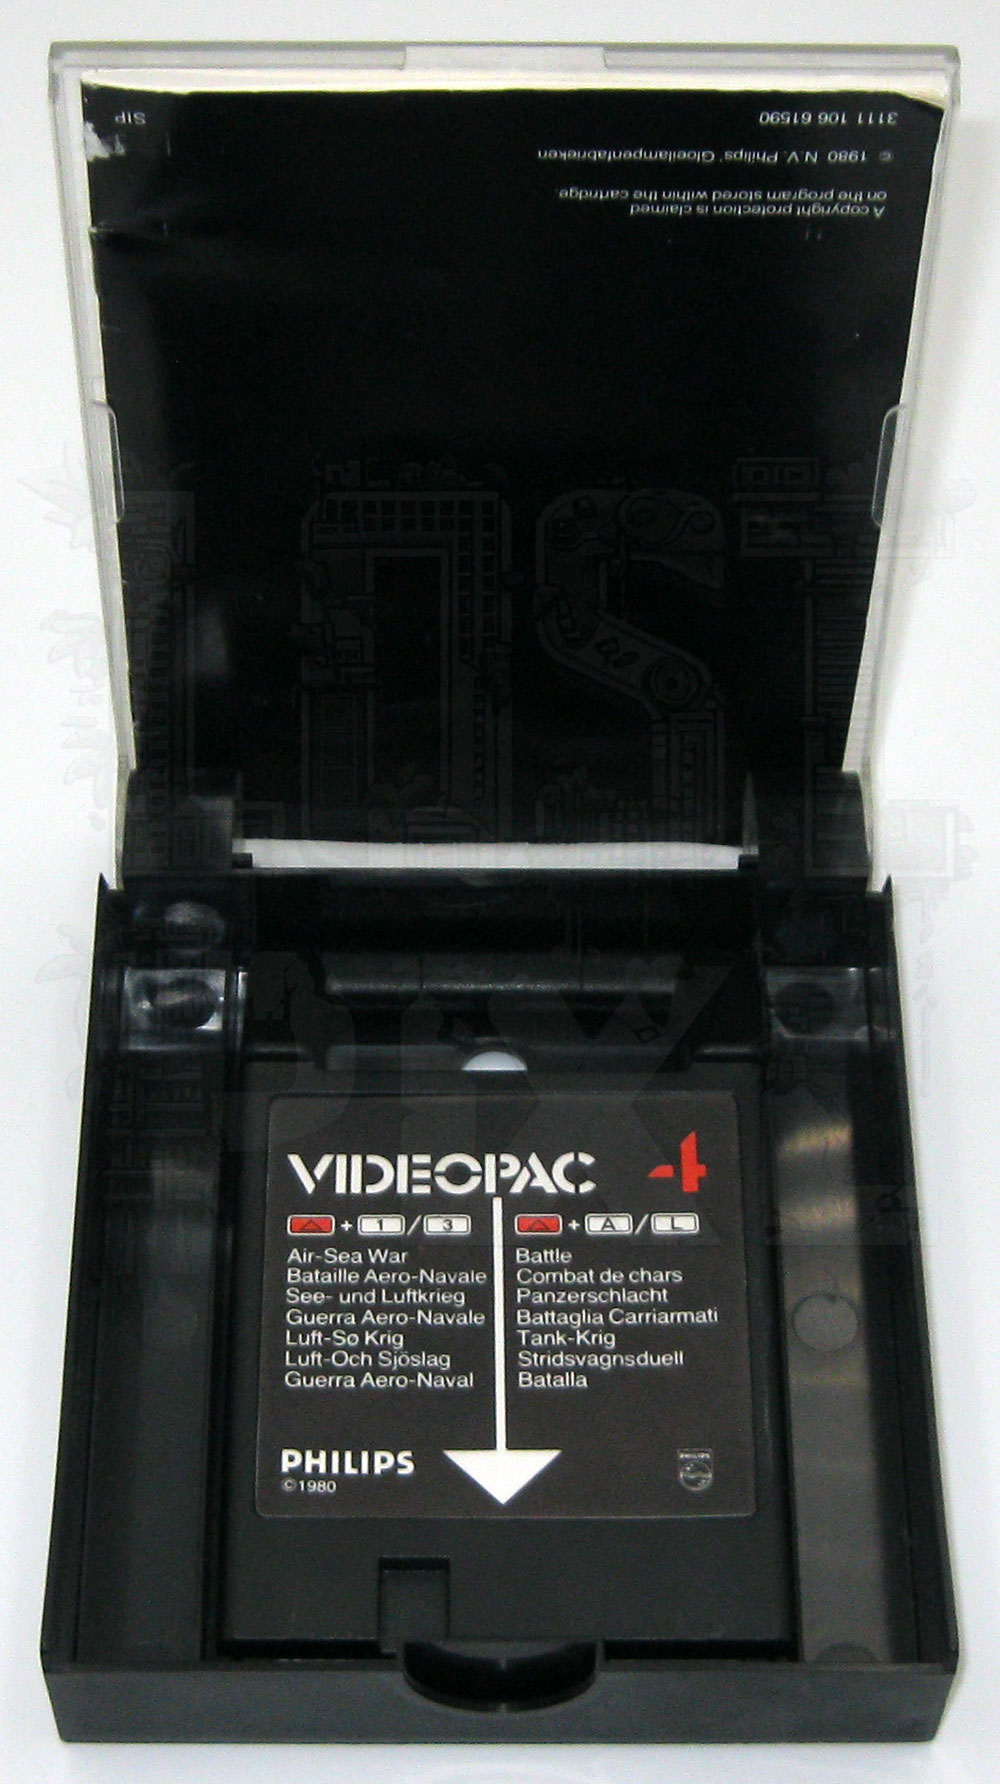 3111 106 61590
SIP
© 1980 N.V. Philips' Gloeilampenfabrieken
A copyright protection is claimed
on the program stored within the cartridge.
LOST
PIXEL
VIDEOPAC 4
+ 1 / 3
+ A / L
Air-Sea War
Bataille Aero-Navale
See- und Luftkrieg
Guerra Aero-Navale
Luft-Sø Krig
Luft-Och Sjöslag
Guerra Aero-Naval
Battle
Combat de chars
Panzerschlacht
Battaglia Carriarmati
Tank-Krig
Stridsvagnsduell
Batalla
PHILIPS
©1980
PHILIPS